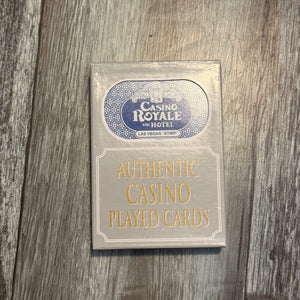 CASINO
ROYALE
AND HOTEL
LAS VEGAS "STRIP"
AUTHENTIC
CASINO
PLAYED CARDS